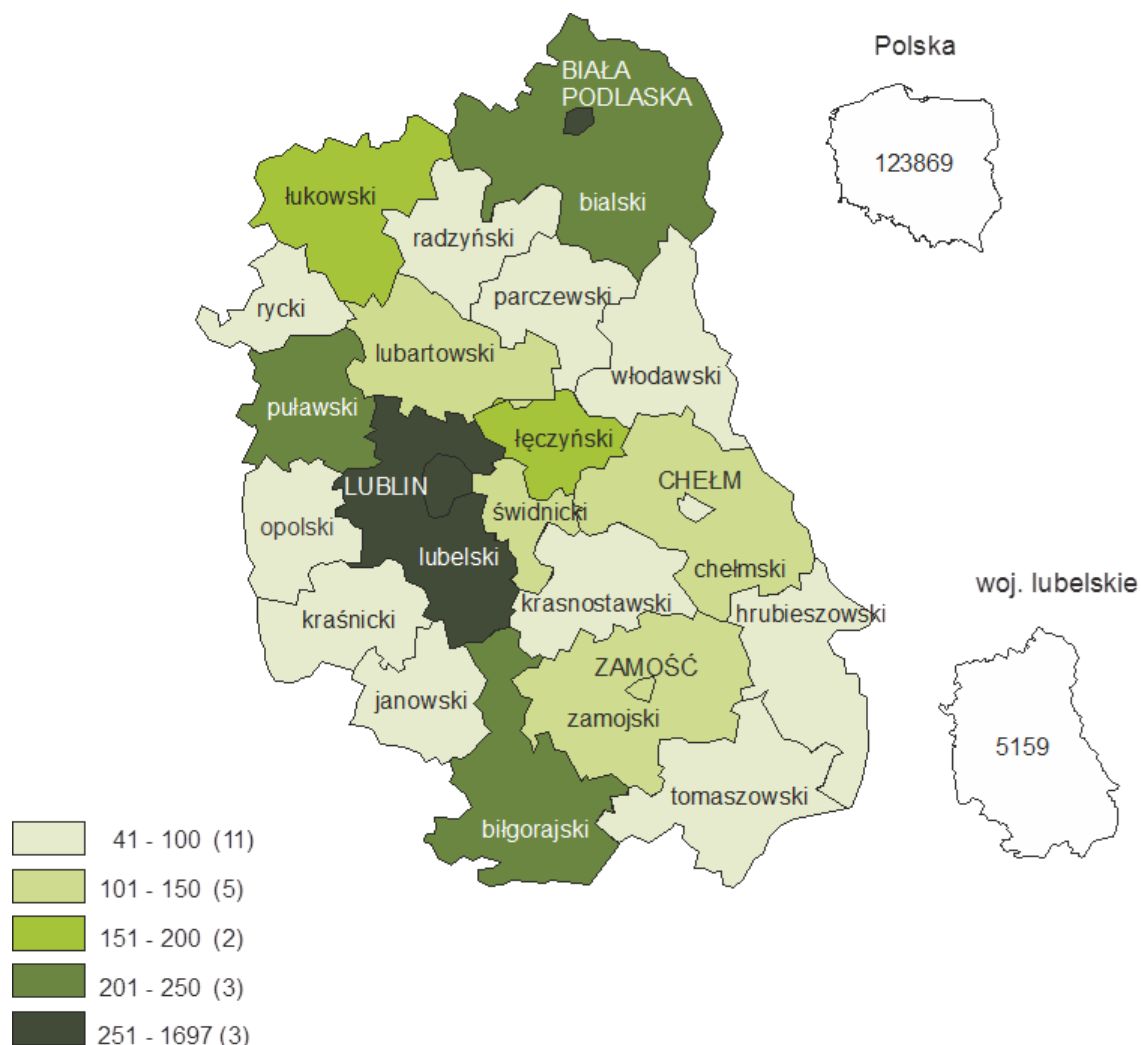 Polska
BIAŁA
PODLASKA
123869
łukowski
bialski
radzyński
parczewski
rycki
lubartowski
włodawski
puławski
łęczyński
CHEŁM
LUBLIN
świdnicki
opolski
lubelski
chełmski
woj. lubelskie
krasnostawski
hrubieszowski
kraśnicki
ZAMOŚĆ
janowski
zamojski
5159
tomaszowski
biłgorajski
41 - 100 (11)
101 - 150 (5)
151 - 200 (2)
201 - 250 (3)
251 - 1697 (3)